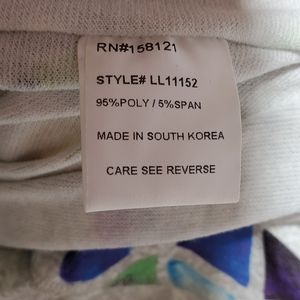 RN#158121
STYLE# LL11152
95%POLY / 5%SPAN
MADE IN SOUTH KOREA
CARE SEE REVERSE